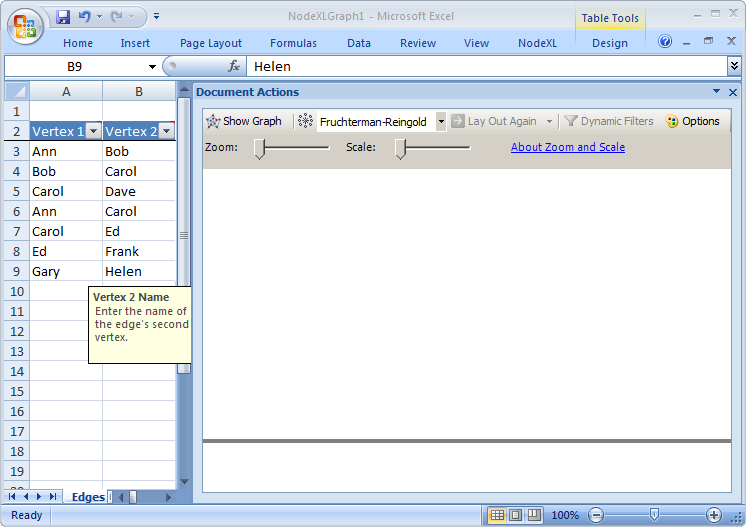 NodeXLGraph1 - Microsoft Excel
Table Tools
Home Insert Page Layout Formulas Data Review View NodeXL Design
B9 fx Helen
Document Actions
A B
Show Graph Fruchterman-Reingold Lay Out Again Dynamic Filters Options
Zoom: Scale: About Zoom and Scale
1
2 Vertex 1 Vertex 2
3 Ann Bob
4 Bob Carol
5 Carol Dave
6 Ann Carol
7 Carol Ed
8 Ed Frank
9 Gary Helen
10
11
12
13
14
15
16
17
18
19
20
Vertex 2 Name
Enter the name of
the edge's second
vertex.
Edges
Ready 100%